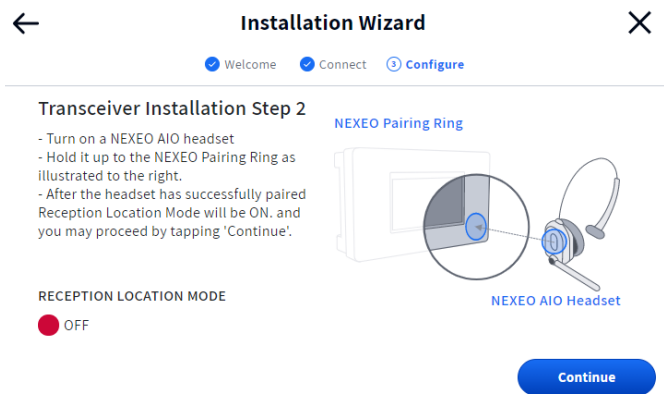 Installation Wizard
Welcome
Connect
3 Configure
Transceiver Installation Step 2
- Turn on a NEXEO AIO headset
- Hold it up to the NEXEO Pairing Ring as
illustrated to the right.
- After the headset has successfully paired
Reception Location Mode will be ON. and
you may proceed by tapping 'Continue'.
NEXEO Pairing Ring
NEXEO AIO Headset
RECEPTION LOCATION MODE
OFF
Continue